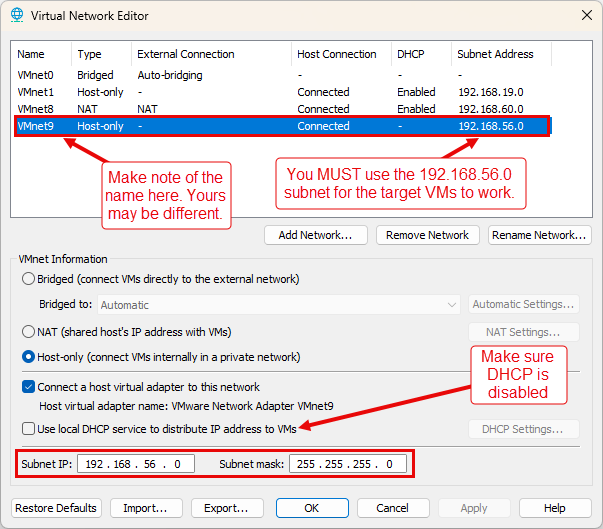 Virtual Network Editor
Name Type External Connection Host Connection DHCP Subnet Address
VMnet0 Bridged Auto-bridging - - -
VMnet1 Host-only - Connected Enabled 192.168.19.0
VMnet8 NAT NAT Connected Enabled 192.168.60.0
VMnet9 Host-only - Connected - 192.168.56.0
Make note of the
name here. Yours
may be different.
You MUST use the 192.168.56.0
subnet for the target VMs to work.
Add Network... Remove Network Rename Network...
VMnet Information
Bridged (connect VMs directly to the external network)
Bridged to: Automatic Automatic Settings...
NAT (shared host's IP address with VMs) NAT Settings...
Host-only (connect VMs internally in a private network)
Make sure
DHCP is
disabled
Connect a host virtual adapter to this network
Host virtual adapter name: VMware Network Adapter VMnet9
Use local DHCP service to distribute IP address to VMs DHCP Settings...
Subnet IP: 192 . 168 . 56 . 0 Subnet mask: 255 . 255 . 255 . 0
Restore Defaults Import... Export... OK Cancel Apply Help